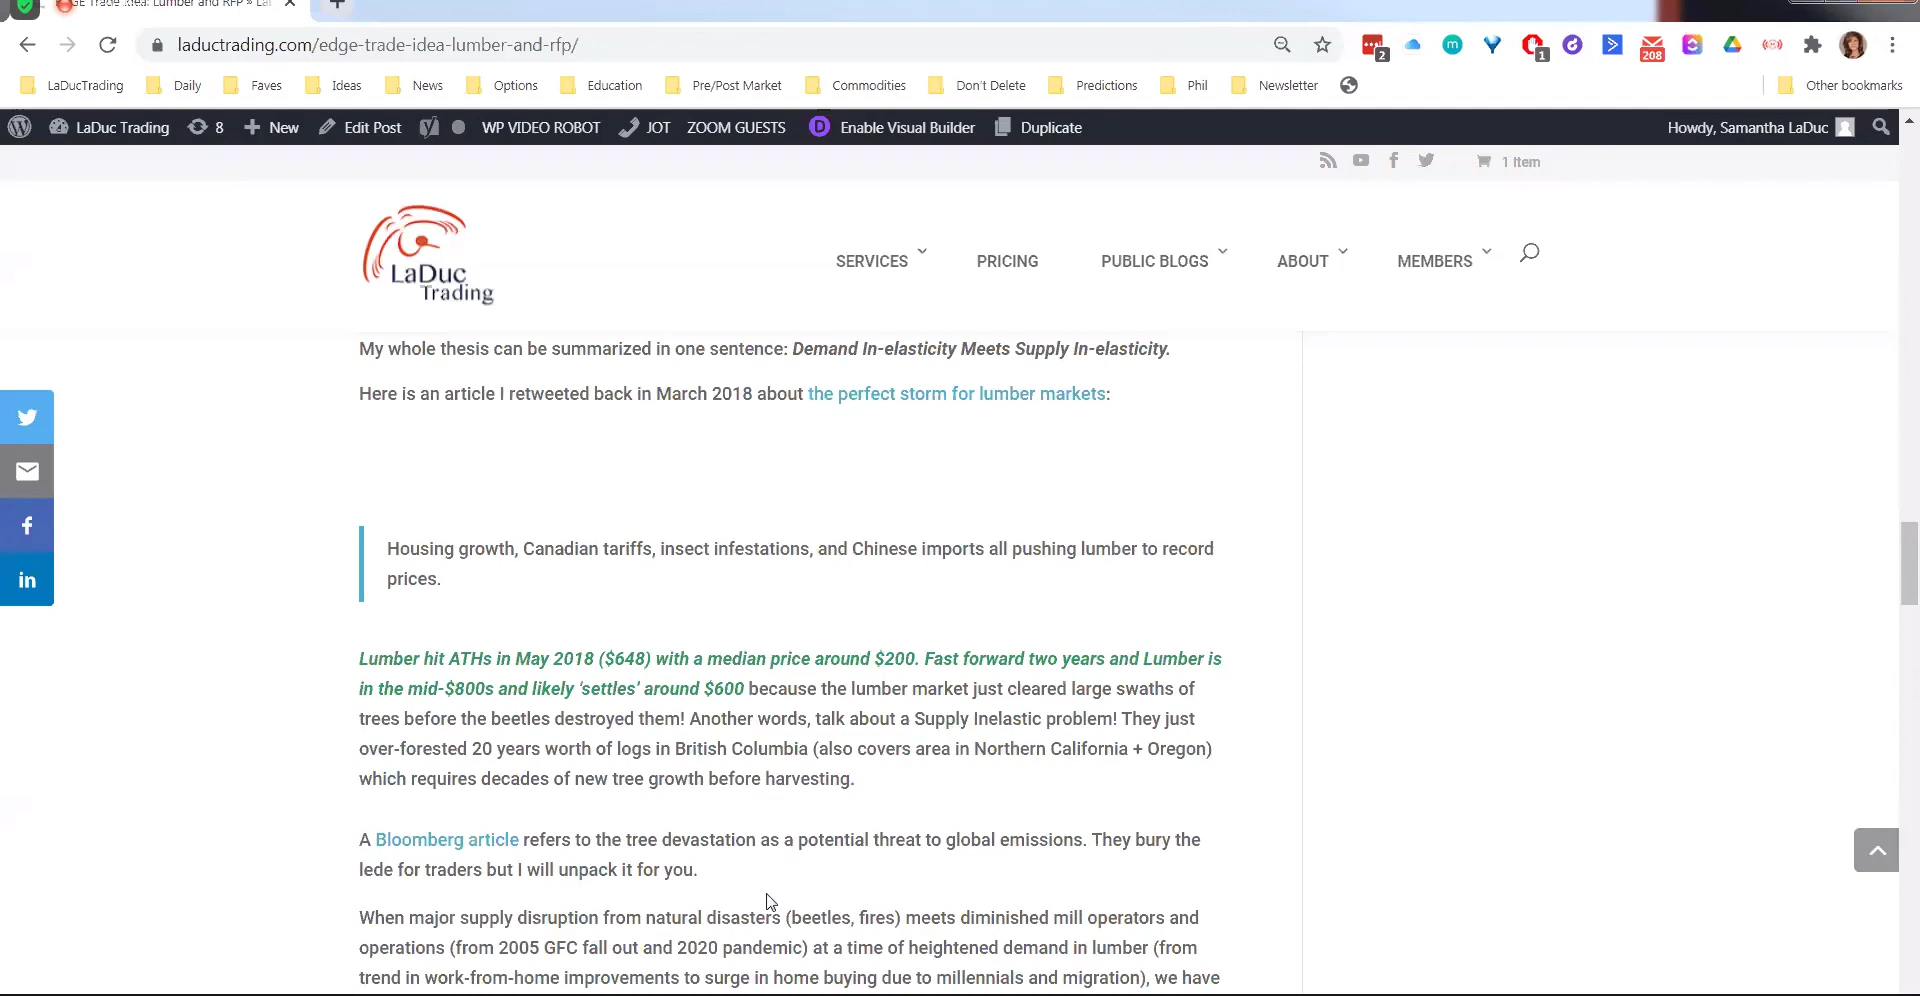 GE Trade Idea: Lumber and RFP » La
laductrading.com/edge-trade-idea-lumber-and-rfp/
2
m
1
208
LaDucTrading Daily Faves Ideas News Options Education Pre/Post Market Commodities Don't Delete Predictions Phil Newsletter Other bookmarks
LaDuc Trading 8 New Edit Post WP VIDEO ROBOT JOT ZOOM GUESTS D Enable Visual Builder Duplicate Howdy, Samantha LaDuc
1 Item
LaDuc
Trading
SERVICES PRICING PUBLIC BLOGS ABOUT MEMBERS
My whole thesis can be summarized in one sentence: Demand In-elasticity Meets Supply In-elasticity.
Here is an article I retweeted back in March 2018 about the perfect storm for lumber markets:
Housing growth, Canadian tariffs, insect infestations, and Chinese imports all pushing lumber to record
prices.
Lumber hit ATHs in May 2018 ($648) with a median price around $200. Fast forward two years and Lumber is
in the mid-$800s and likely 'settles' around $600 because the lumber market just cleared large swaths of
trees before the beetles destroyed them! Another words, talk about a Supply Inelastic problem! They just
over-forested 20 years worth of logs in British Columbia (also covers area in Northern California + Oregon)
which requires decades of new tree growth before harvesting.
A Bloomberg article refers to the tree devastation as a potential threat to global emissions. They bury the
lede for traders but I will unpack it for you.
When major supply disruption from natural disasters (beetles, fires) meets diminished mill operators and
operations (from 2005 GFC fall out and 2020 pandemic) at a time of heightened demand in lumber (from
trend in work-from-home improvements to surge in home buying due to millennials and migration), we have